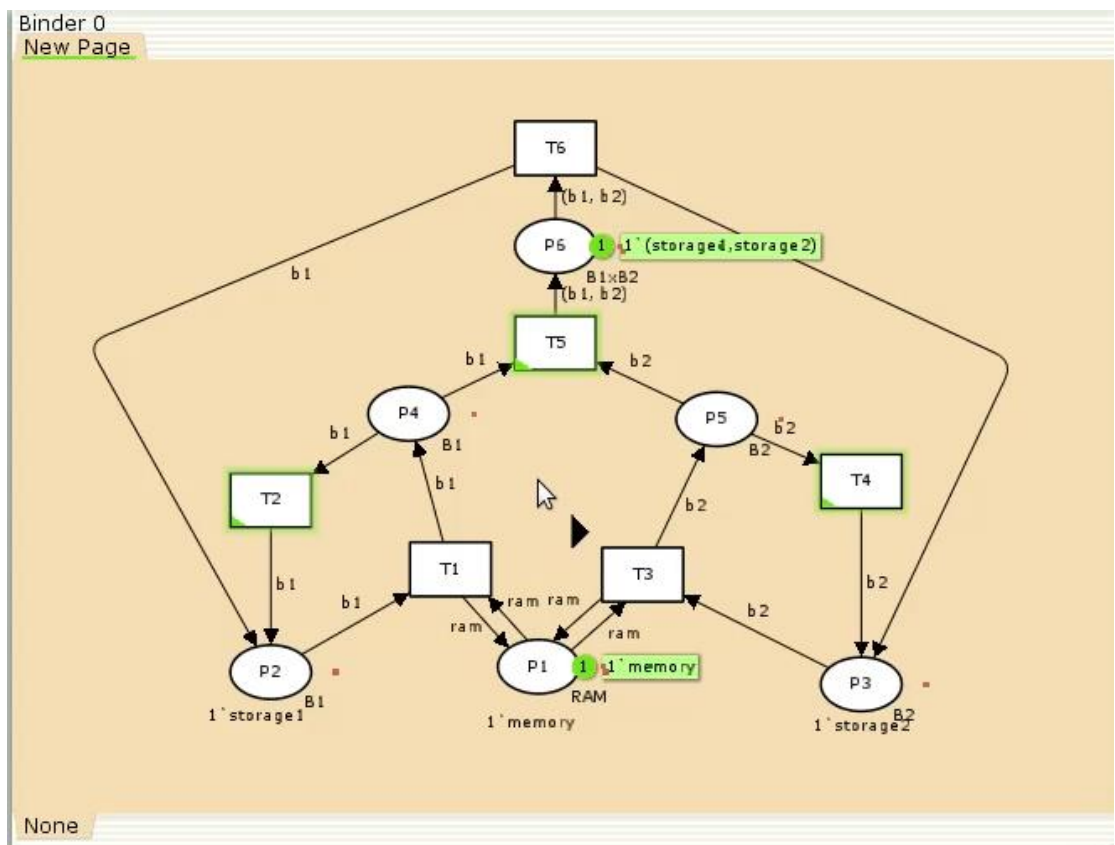 Binder 0
New Page
T6
(b1, b2)
P6
1
1`(storage1,storage2)
B1xB2
b1
(b1, b2)
T5
b1
b2
P4
P5
b1
B1
b2
B2
T2
T4
b1
b2
T1
T3
b1
b1
ram
ram
b2
b2
ram
ram
P2
P1
1
1`memory
P3
B1
RAM
B2
1`storage1
1`memory
1`storage2
None